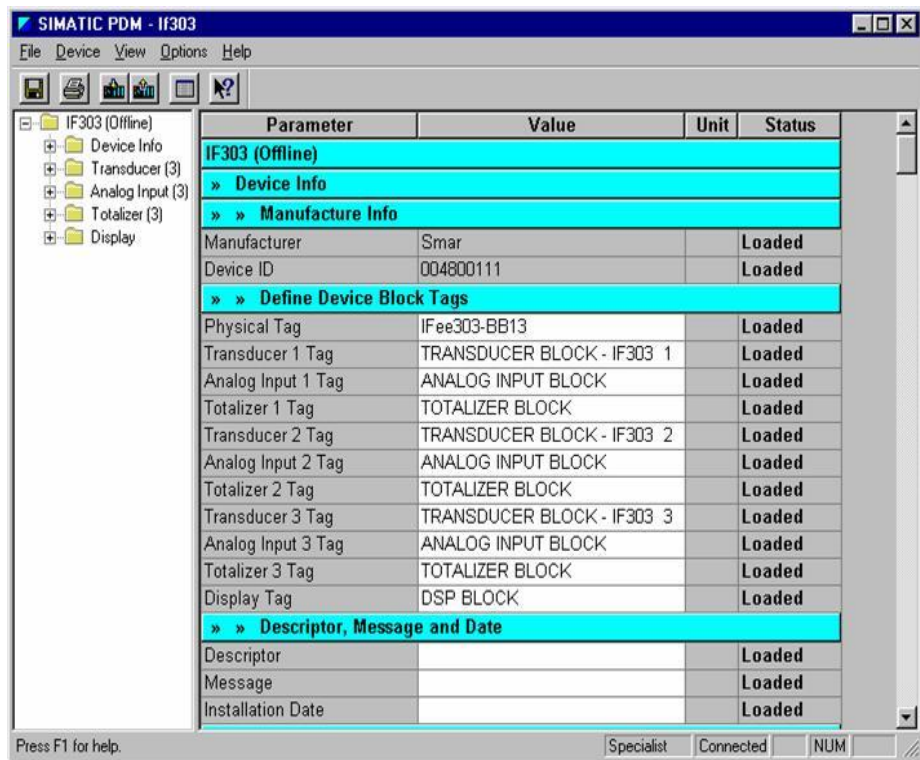 SIMATIC PDM - If303
File Device View Options Help
IF303 (Offline)
Device Info
Transducer (3)
Analog Input (3)
Totalizer (3)
Display
Parameter Value Unit Status
IF303 (Offline)
» Device Info
» » Manufacture Info
Manufacturer Smar Loaded
Device ID 004800111 Loaded
» » Define Device Block Tags
Physical Tag IFee303-BB13 Loaded
Transducer 1 Tag TRANSDUCER BLOCK - IF303 1 Loaded
Analog Input 1 Tag ANALOG INPUT BLOCK Loaded
Totalizer 1 Tag TOTALIZER BLOCK Loaded
Transducer 2 Tag TRANSDUCER BLOCK - IF303 2 Loaded
Analog Input 2 Tag ANALOG INPUT BLOCK Loaded
Totalizer 2 Tag TOTALIZER BLOCK Loaded
Transducer 3 Tag TRANSDUCER BLOCK - IF303 3 Loaded
Analog Input 3 Tag ANALOG INPUT BLOCK Loaded
Totalizer 3 Tag TOTALIZER BLOCK Loaded
Display Tag DSP BLOCK Loaded
» » Descriptor, Message and Date
Descriptor Loaded
Message Loaded
Installation Date Loaded
Press F1 for help. Specialist Connected NUM